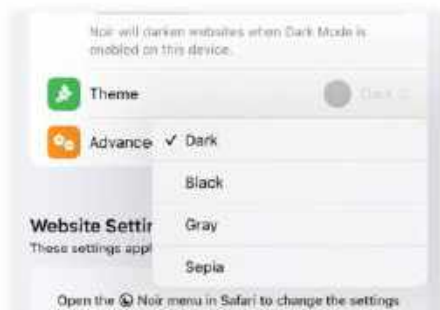 Noir will darken websites when Dark Mode is
enabled on this device.
Theme
Dark
Advance
✓ Dark
Black
Website Settin
Gray
These settings appl
Sepia
Open the Noir menu in Safari to change the settings